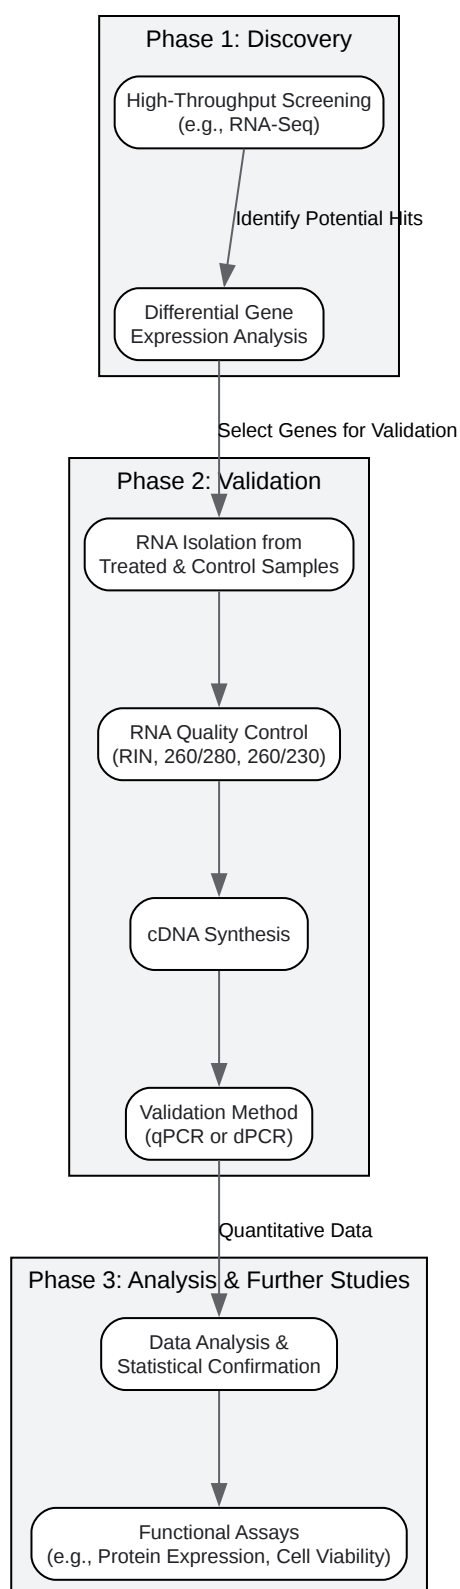 Phase 1: Discovery
High-Throughput Screening
(e.g., RNA-Seq)
Identify Potential Hits
Differential Gene
Expression Analysis
Select Genes for Validation
Phase 2: Validation
RNA Isolation from
Treated & Control Samples
RNA Quality Control
(RIN, 260/280, 260/230)
cDNA Synthesis
Validation Method
(qPCR or dPCR)
Quantitative Data
Phase 3: Analysis & Further Studies
Data Analysis &
Statistical Confirmation
Functional Assays
(e.g., Protein Expression, Cell Viability)